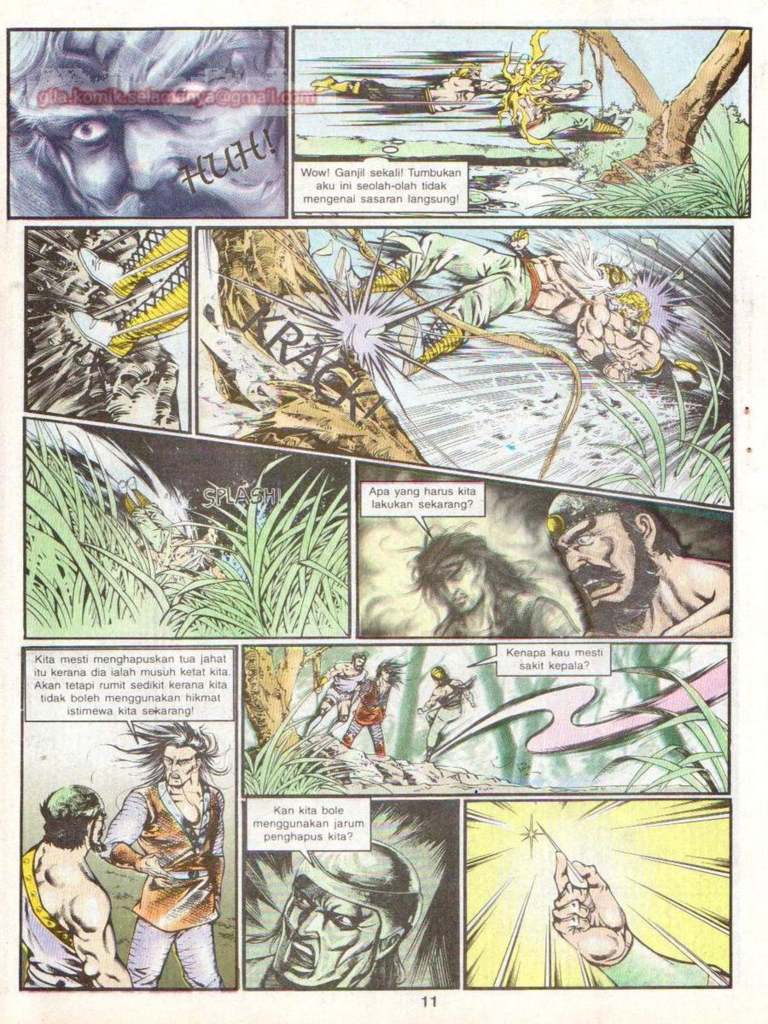 gila.komik.selamanya@gmail.com
HUH!
Wow! Ganjil sekali! Tumbukan
aku ini seolah-olah tidak
mengenai sasaran langsung!
KRACK!
SPLASH!
Apa yang harus kita
lakukan sekarang?
Kita mesti menghapuskan tua jahat
itu kerana dia ialah musuh ketat kita.
Akan tetapi rumit sedikit kerana kita
tidak boleh menggunakan hikmat
istimewa kita sekarang!
Kenapa kau mesti
sakit kepala?
Kan kita bole
menggunakan jarum
penghapus kita?
11